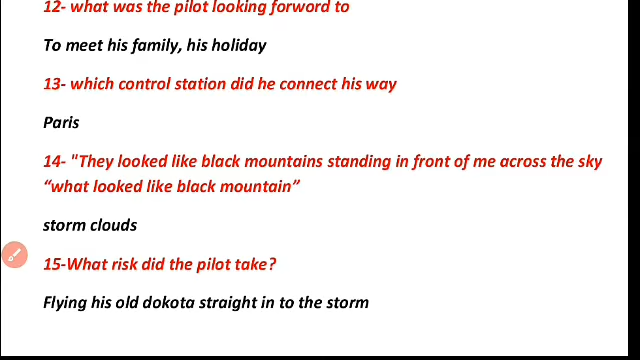 12- what was the pilot looking forward to
To meet his family, his holiday
13- which control station did he connect his way
Paris
14- "They looked like black mountains standing in front of me across the sky
“what looked like black mountain”
storm clouds
15-What risk did the pilot take?
Flying his old dokota straight in to the storm